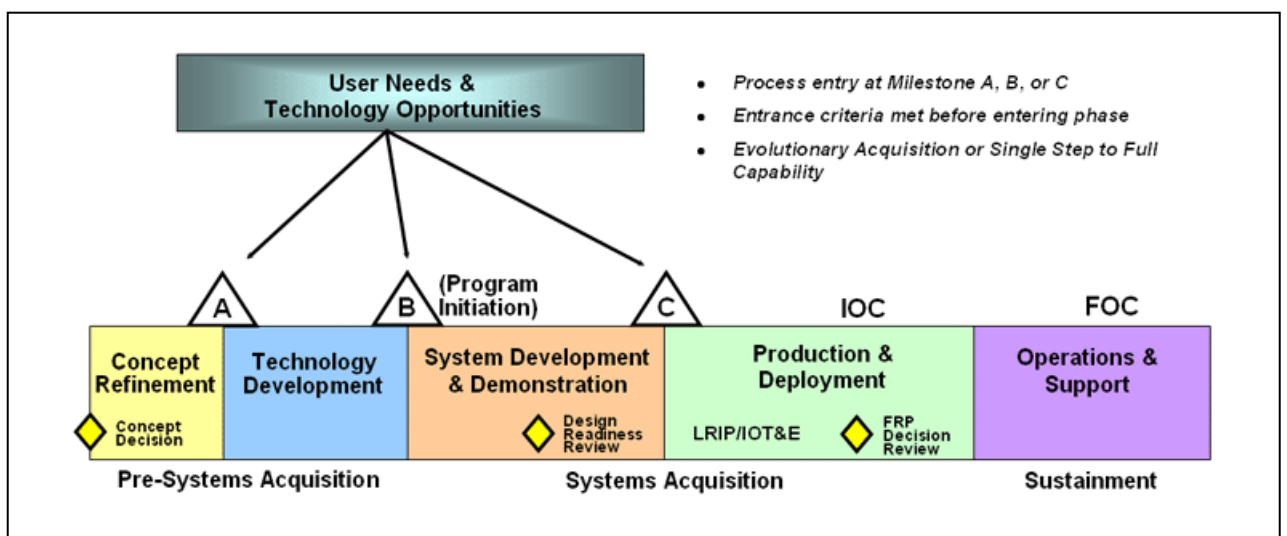 User Needs &
Technology Opportunities
• Process entry at Milestone A, B, or C
• Entrance criteria met before entering phase
• Evolutionary Acquisition or Single Step to Full
Capability
A
B
(Program
Initiation)
C
IOC
FOC
Concept
Refinement
Technology
Development
System Development
& Demonstration
Production &
Deployment
Operations &
Support
Concept
Decision
Design
Readiness
Review
LRIP/IOT&E
FRP
Decision
Review
Pre-Systems Acquisition
Systems Acquisition
Sustainment